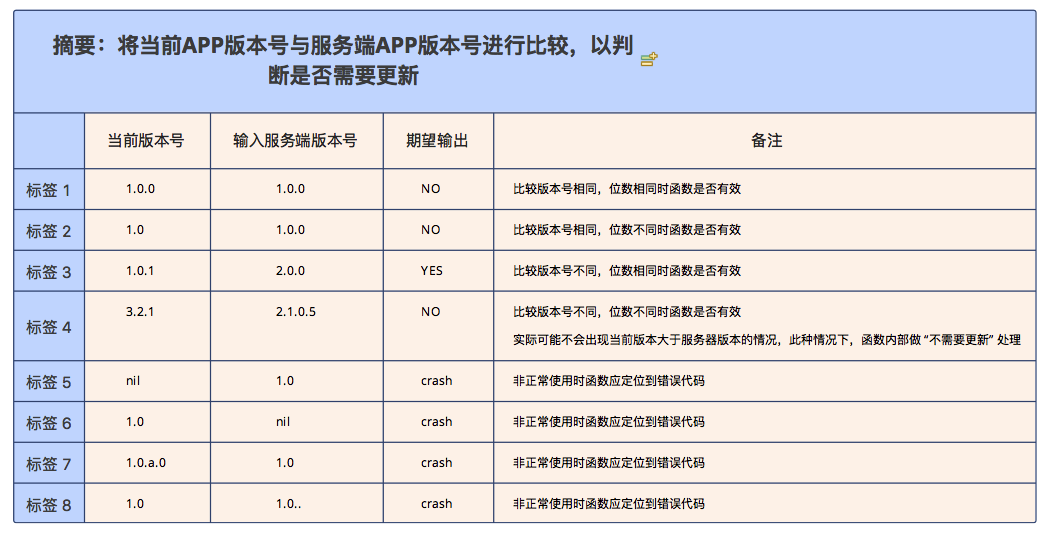 摘要：将当前APP版本号与服务端APP版本号进行比较，以判
断是否需要更新
当前版本号 输入服务端版本号 期望输出 备注
标签 1 1.0.0 1.0.0 NO 比较版本号相同，位数相同时函数是否有效
标签 2 1.0 1.0.0 NO 比较版本号相同，位数不同时函数是否有效
标签 3 1.0.1 2.0.0 YES 比较版本号不同，位数相同时函数是否有效
标签 4 3.2.1 2.1.0.5 NO 比较版本号不同，位数不同时函数是否有效
实际可能不会出现当前版本大于服务器版本的情况，此种情况下，函数内部做 “不需要更新” 处理
标签 5 nil 1.0 crash 非正常使用时函数应定位到错误代码
标签 6 1.0 nil crash 非正常使用时函数应定位到错误代码
标签 7 1.0.a.0 1.0 crash 非正常使用时函数应定位到错误代码
标签 8 1.0 1.0.. crash 非正常使用时函数应定位到错误代码